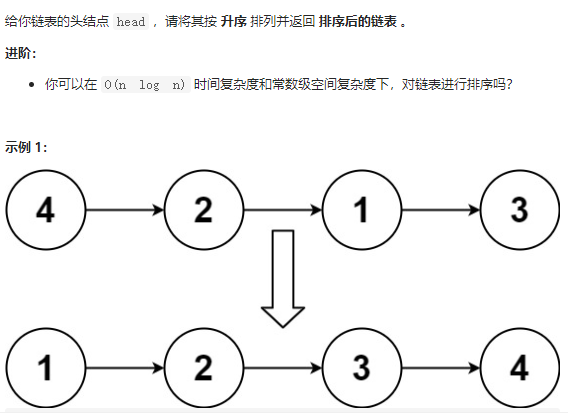 给你链表的头结点 head ，请将其按 升序 排列并返回 排序后的链表 。
进阶：
• 你可以在 O(n log n) 时间复杂度和常数级空间复杂度下，对链表进行排序吗？
示例 1：
4 2 1 3
1 2 3 4